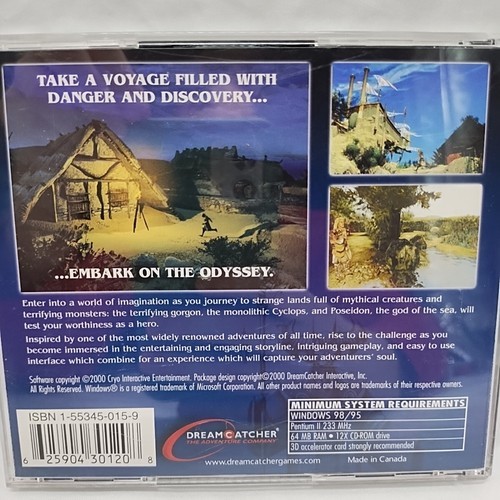 TAKE A VOYAGE FILLED WITH
DANGER AND DISCOVERY...
...EMBARK ON THE ODYSSEY.
Enter into a world of imagination as you journey to strange lands full of mythical creatures and
terrifying monsters: the terrifying gorgon, the monolithic Cyclops, and Poseidon, the god of the sea, will
test your worthiness as a hero.
Inspired by one of the most widely renowned adventures of all time, rise to the challenge as you
become immersed in the entertaining and engaging storyline, intriguing gameplay, and easy to use
interface which combine for an experience which will capture your adventurers' soul.
Software copyright ©2000 Cryo Interactive Entertainment. Package design copyright©2000 DreamCatcher Interactive, Inc.
All rights reserved. Windows® is a registered trademark of Microsoft Corporation. All other product names and logos are trademarks of their respective owners.
ISBN 1-55345-015-9
6 25904 30120 8
DREAMCATCHER
THE ADVENTURE COMPANY
www.dreamcatchergames.com
MINIMUM SYSTEM REQUIREMENTS
WINDOWS 98/95
Pentium II 233 MHz
64 MB RAM • 12X CD-ROM drive
3D accelerator card strongly recommended
Made in Canada